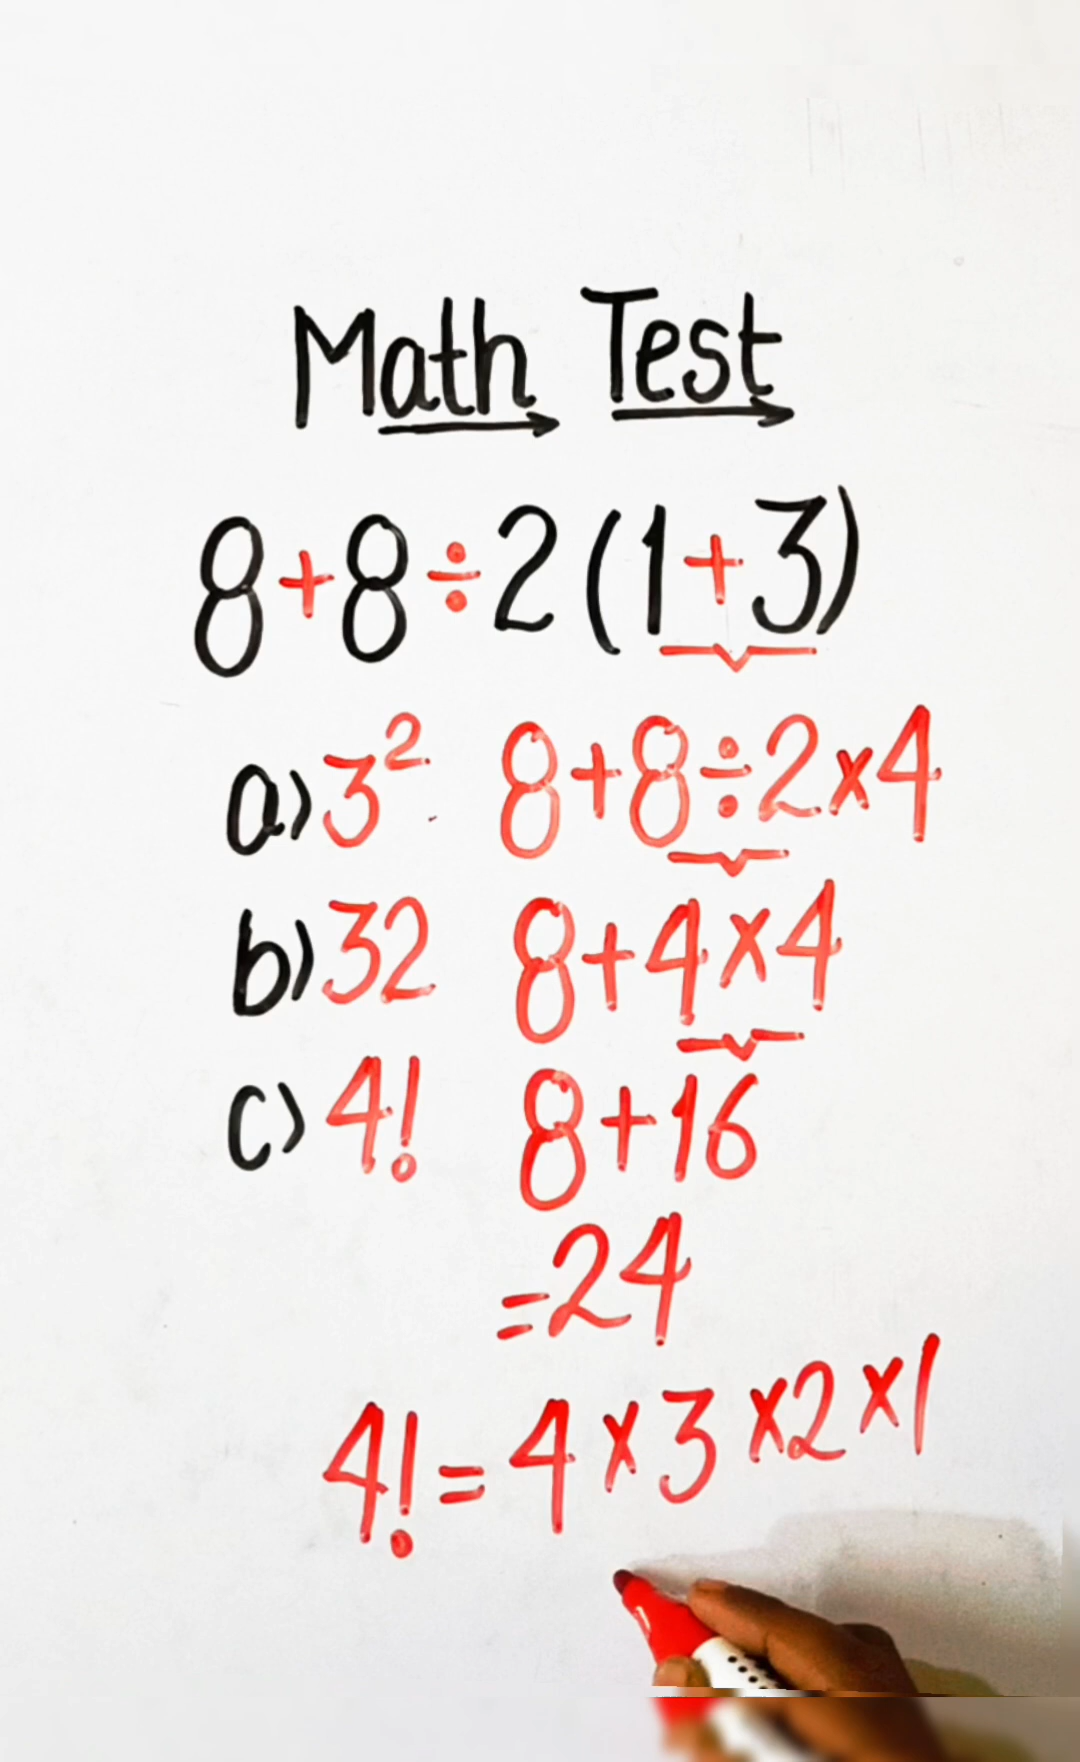 Math Test
8+8÷2(1+3)
a) 3² 8+8÷2×4
b) 32 8+4×4
c) 4! 8+16
=24
4! = 4×3×2×1